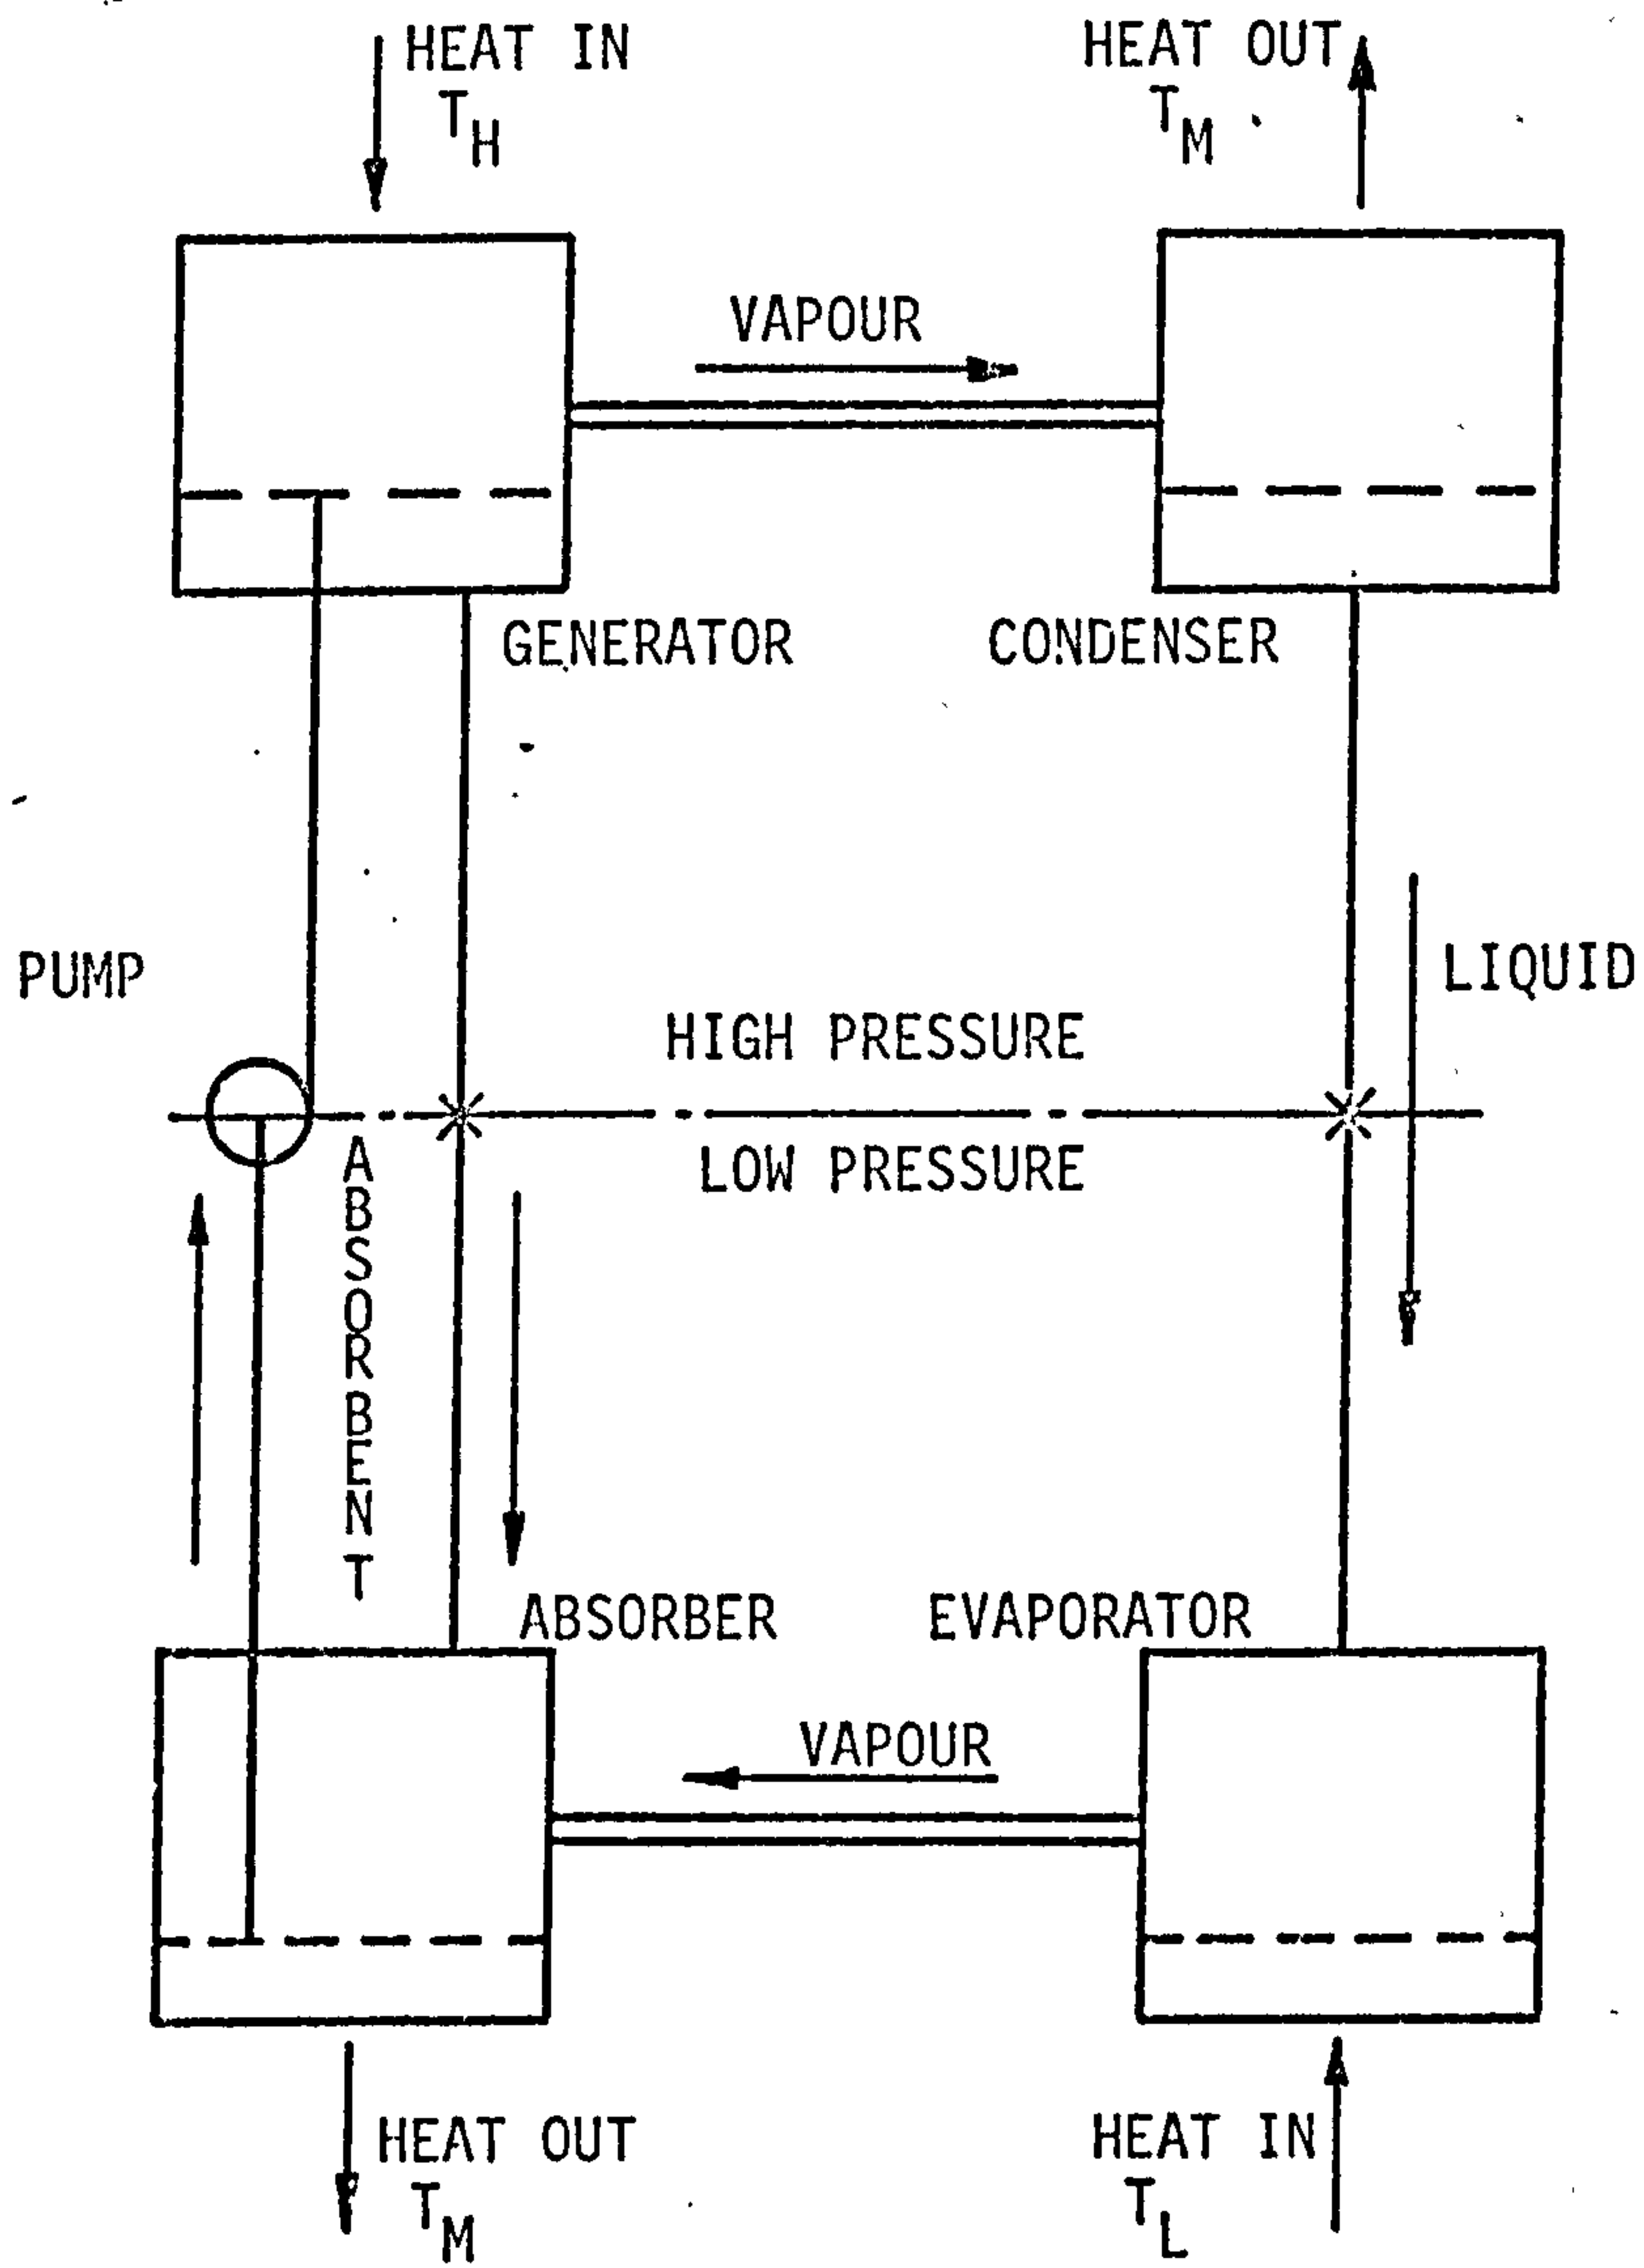 HEAT IN
T_H
HEAT OUT
T_M
VAPOUR
GENERATOR
CONDENSER
PUMP
LIQUID
HIGH PRESSURE
LOW PRESSURE
ABSORBENT
ABSORBER
EVAPORATOR
VAPOUR
HEAT OUT
T_M
HEAT IN
T_L